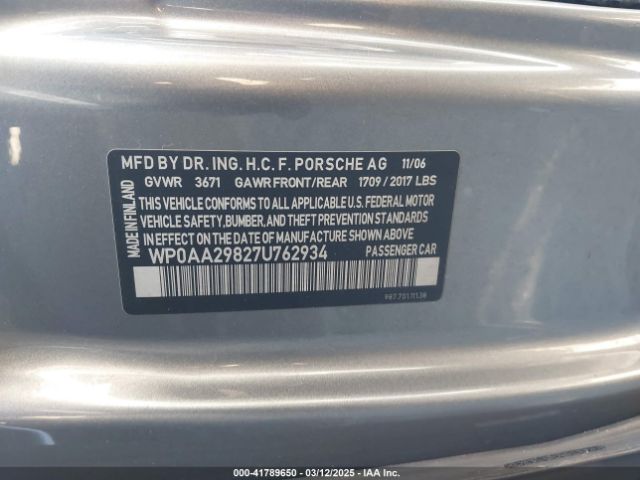 MFD BY DR. ING. H.C. F. PORSCHE AG 11/06
GVWR 3671 GAWR FRONT/REAR 1709 / 2017 LBS
THIS VEHICLE CONFORMS TO ALL APPLICABLE U.S. FEDERAL MOTOR
VEHICLE SAFETY, BUMPER, AND THEFT PREVENTION STANDARDS
IN EFFECT ON THE DATE OF MANUFACTURE SHOWN ABOVE.
WP0AA29827U762934 PASSENGER CAR
MADE IN FINLAND
000-41789650 - 03/12/2025 - IAA Inc.